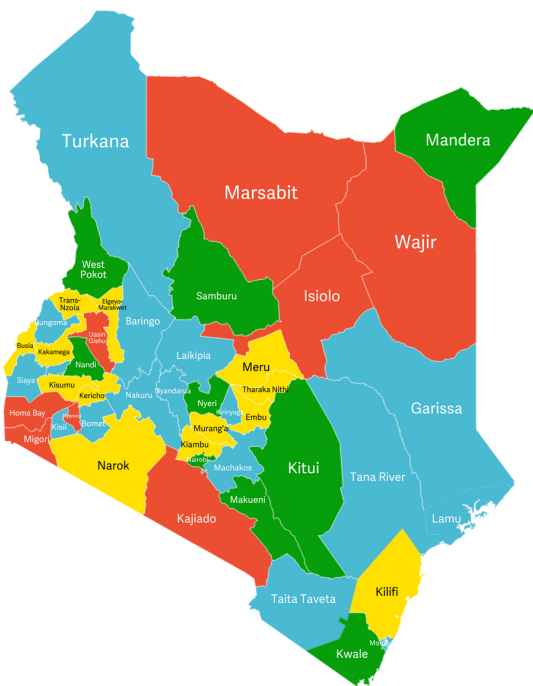 Mandera
Turkana
Marsabit
Wajir
West
Pokot
Samburu
Isiolo
Trans-
Nzoia
Elgeyo-
Marakwet
Bungoma
Baringo
Uasin
Gishu
Busia
Kakamega
Laikipia
Nandi
Meru
Siaya
Kisumu
Tharaka Nithi
Kericho
Nakuru
Nyandarua
Nyeri
Kirinyaga
Garissa
Homa Bay
Embu
Kisii
Bomet
Murang'a
Migori
Kiambu
Nairobi
Narok
Machakos
Kitui
Tana River
Makueni
Kajiado
Lamu
Kilifi
Taita Taveta
Kwale